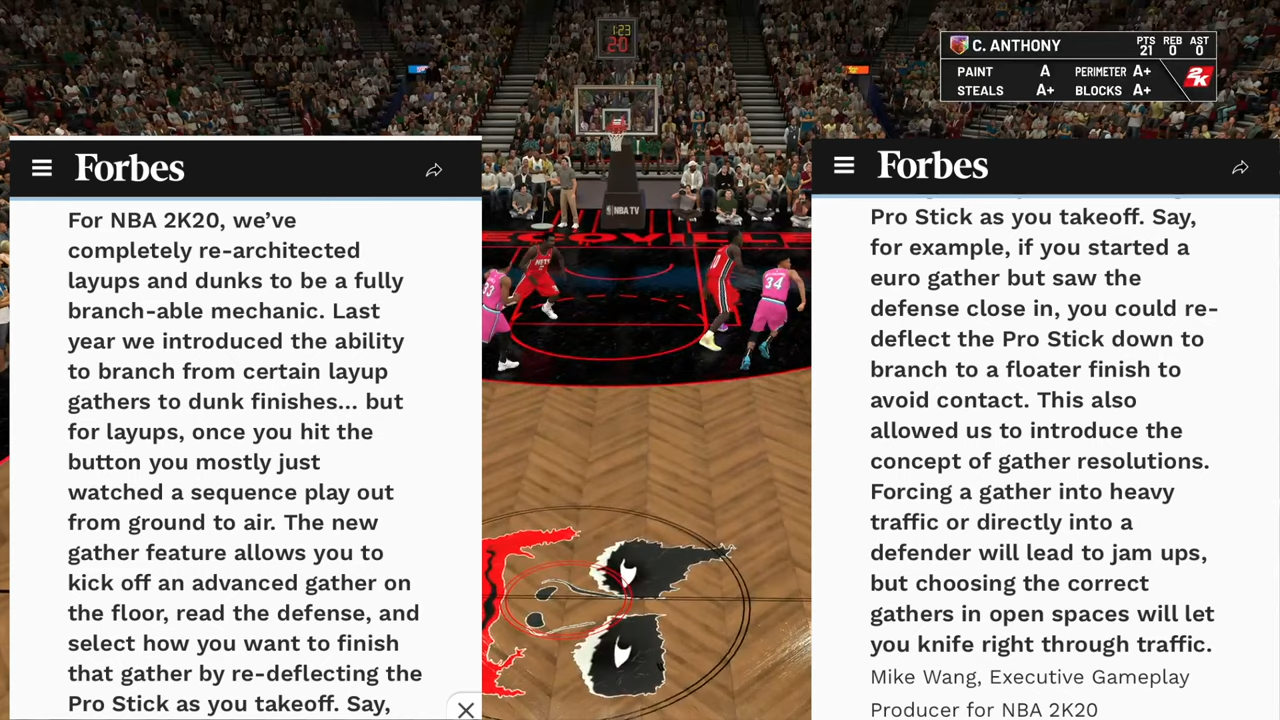 1:23
20
C. ANTHONY
PTS REB AST
21 0 0
PAINT A PERIMETER A+
STEALS A+ BLOCKS A+
2K
NBA TV
33
34
Forbes
For NBA 2K20, we’ve
completely re-architected
layups and dunks to be a fully
branch-able mechanic. Last
year we introduced the ability
to branch from certain layup
gathers to dunk finishes… but
for layups, once you hit the
button you mostly just
watched a sequence play out
from ground to air. The new
gather feature allows you to
kick off an advanced gather on
the floor, read the defense, and
select how you want to finish
that gather by re-deflecting the
Pro Stick as you takeoff. Say,
Forbes
Pro Stick as you takeoff. Say,
for example, if you started a
euro gather but saw the
defense close in, you could re-
deflect the Pro Stick down to
branch to a floater finish to
avoid contact. This also
allowed us to introduce the
concept of gather resolutions.
Forcing a gather into heavy
traffic or directly into a
defender will lead to jam ups,
but choosing the correct
gathers in open spaces will let
you knife right through traffic.
Mike Wang, Executive Gameplay
Producer for NBA 2K20